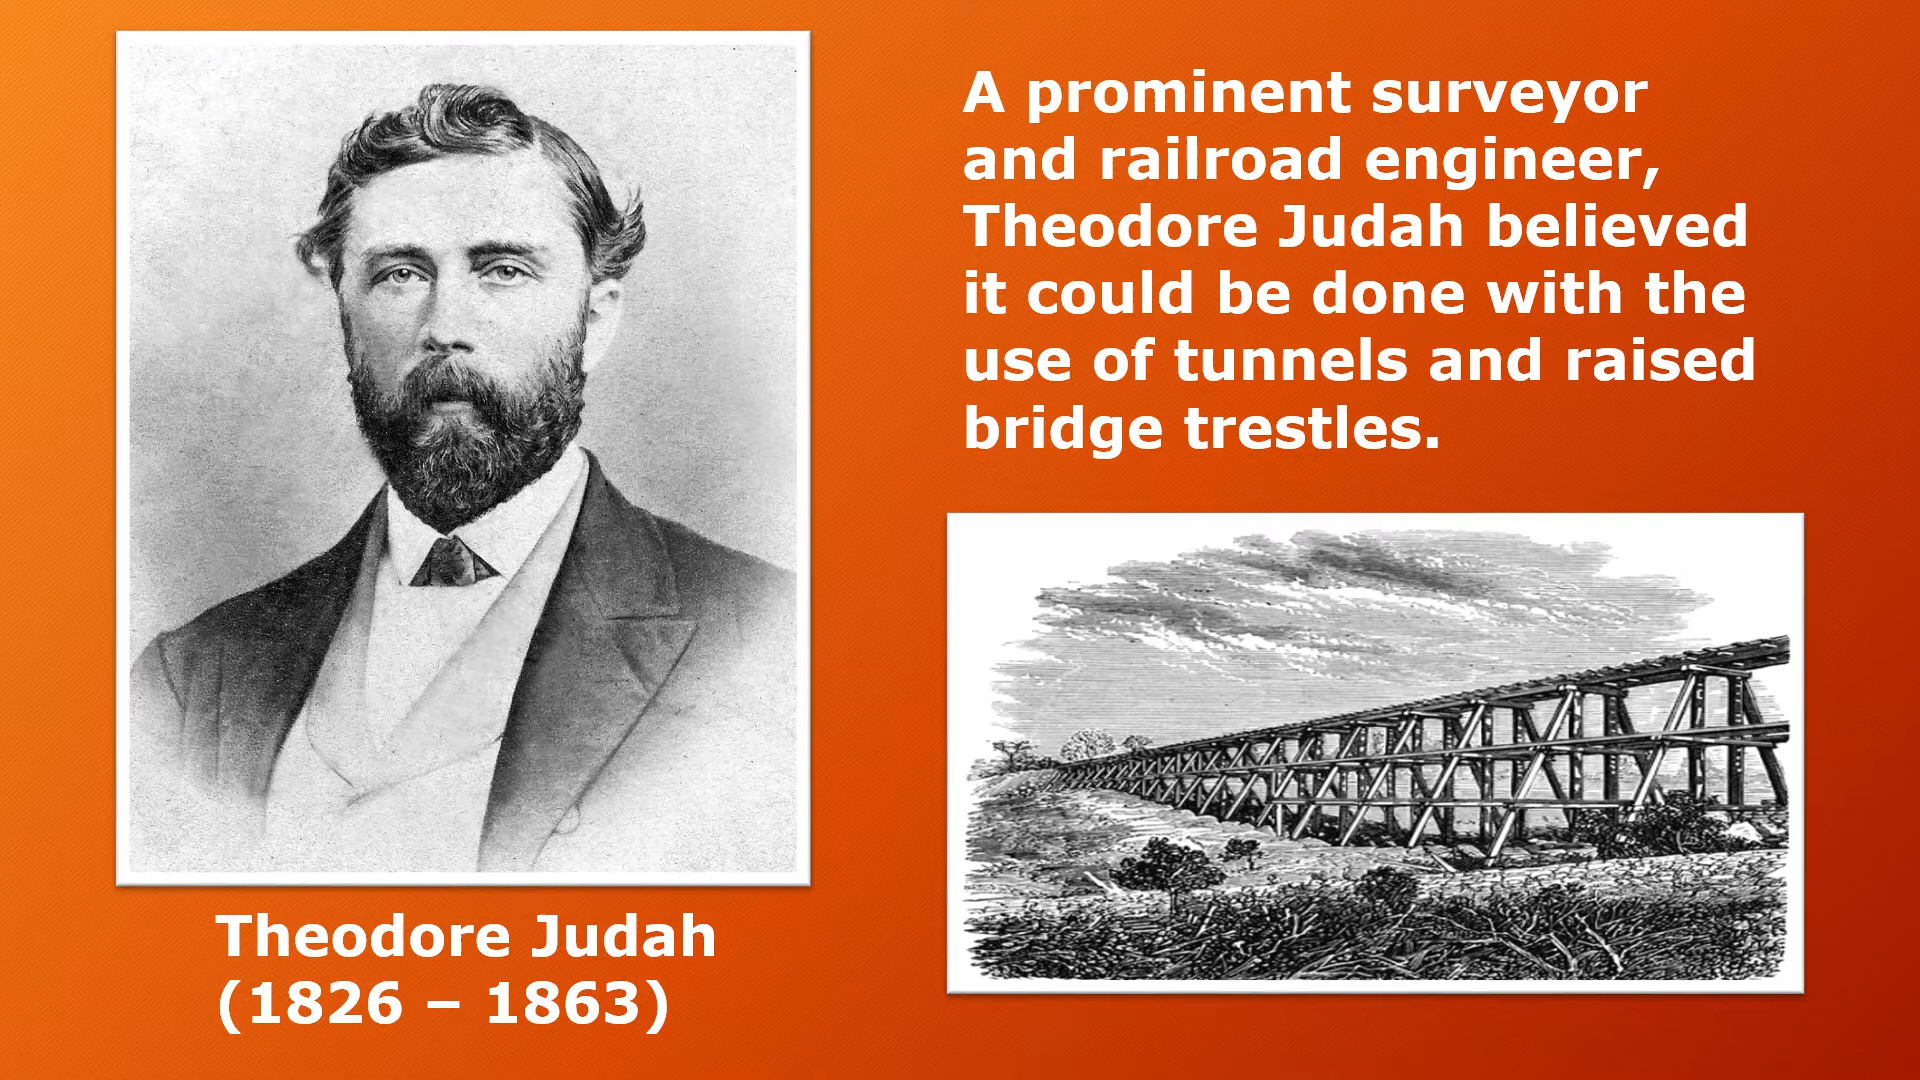 A prominent surveyor
and railroad engineer,
Theodore Judah believed
it could be done with the
use of tunnels and raised
bridge trestles.
Theodore Judah
(1826 – 1863)